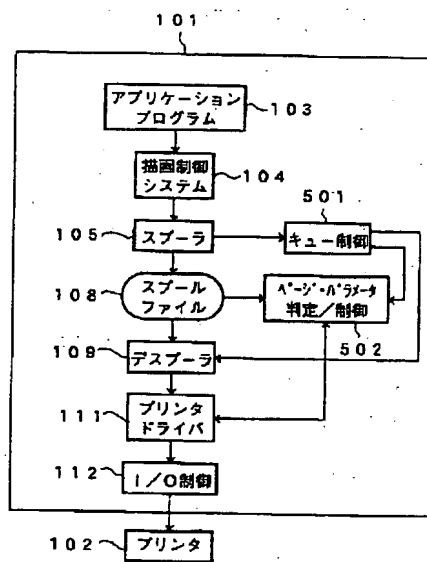 101
アプリケーション
プログラム
103
描画制御
システム
104
501
105
スプーラ
キュー制御
108
スプール
ファイル
ページ・パラメータ
判定/制御
502
109
デスプーラ
111
プリンタ
ドライバ
112
I/O制御
102
プリンタ